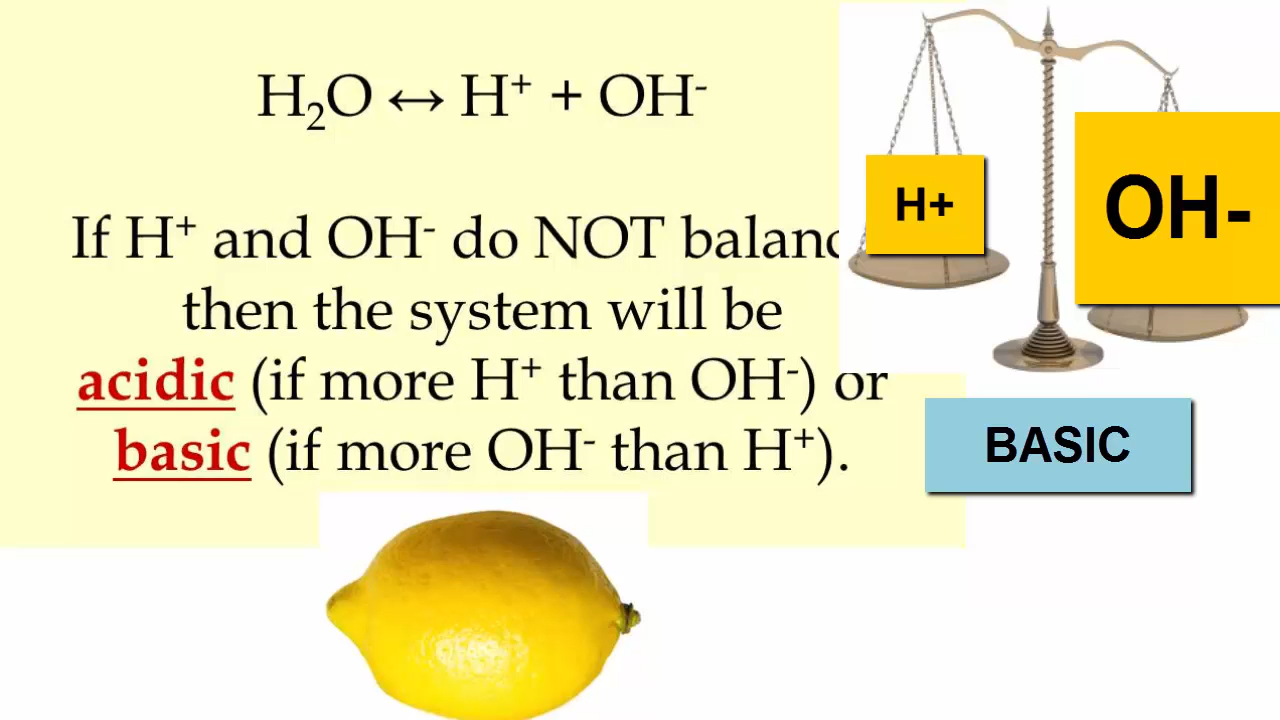 H₂O ↔ H⁺ + OH⁻
If H⁺ and OH⁻ do NOT balanc
then the system will be
acidic (if more H⁺ than OH⁻) or
basic (if more OH⁻ than H⁺).
H+
OH-
BASIC